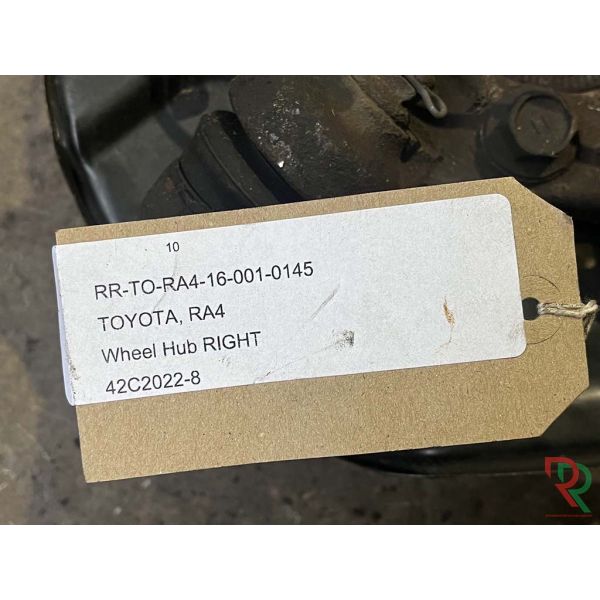 10
RR-TO-RA4-16-001-0145
TOYOTA, RA4
Wheel Hub RIGHT
42C2022-8